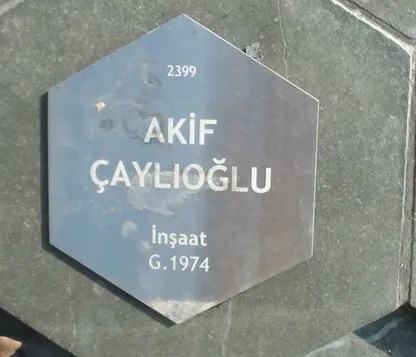 2399
AKİF
ÇAYLIOĞLU
İnşaat
G.1974